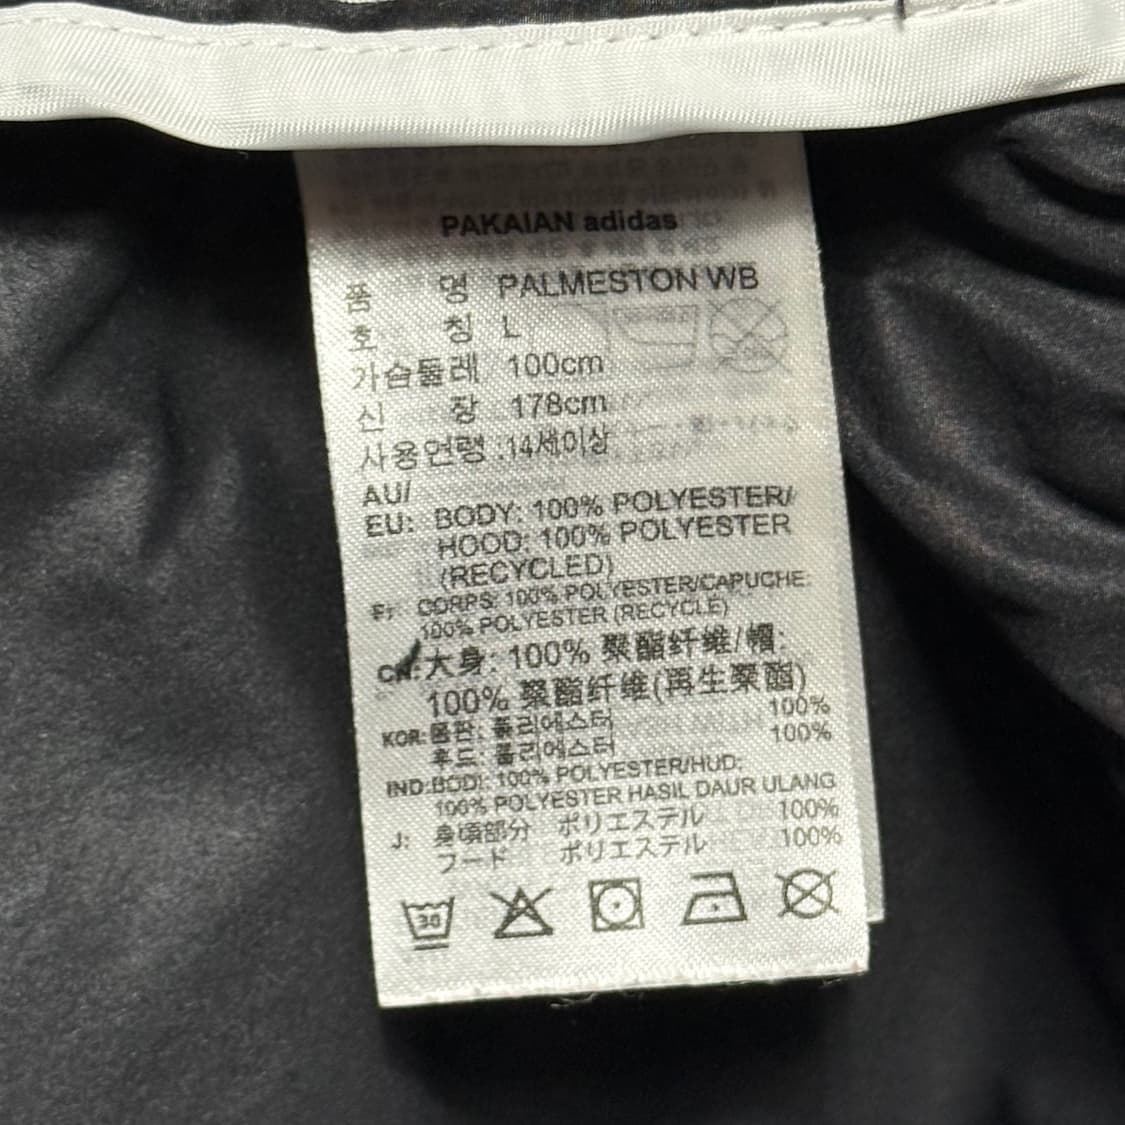 PAKAIAN adidas
품 명 PALMESTON WB
호 칭 L
가슴둘레 100cm
신 장 178cm
사용연령 :14세이상
AU/
EU: BODY: 100% POLYESTER/
HOOD: 100% POLYESTER
(RECYCLED)
F: CORPS: 100% POLYESTER/CAPUCHE:
100% POLYESTER (RECYCLE)
CN: 大身: 100% 聚酯纤维/帽:
100% 聚酯纤维(再生聚酯)
KOR: 몸판: 폴리에스터 100%
후드: 폴리에스터 100%
IND:BODI: 100% POLYESTER/HUD:
100% POLYESTER HASIL DAUR ULANG
J: 身頃部分 ポリエステル 100%
フード ポリエステル 100%
30